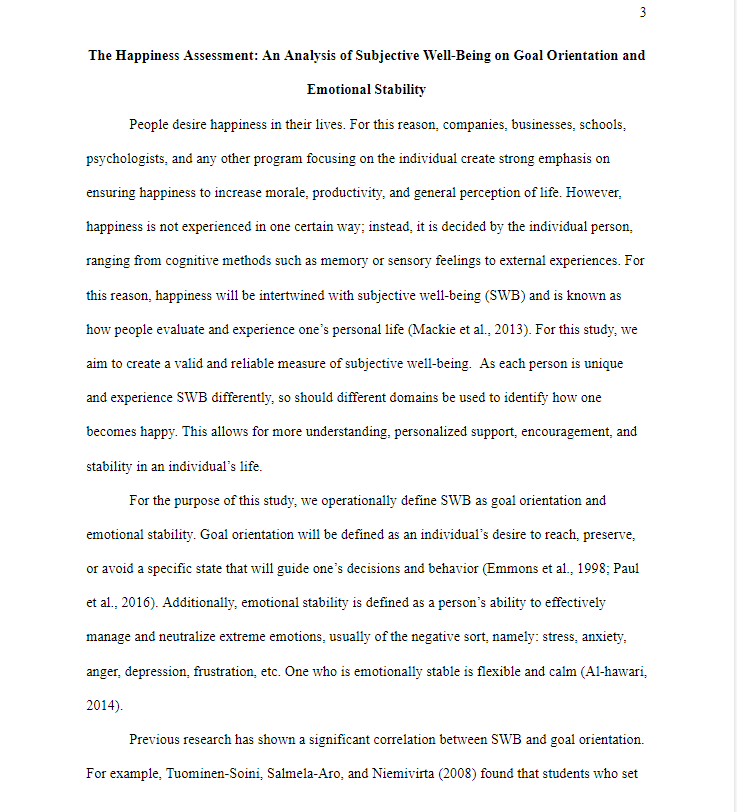 3
The Happiness Assessment: An Analysis of Subjective Well-Being on Goal Orientation and
Emotional Stability
People desire happiness in their lives. For this reason, companies, businesses, schools,
psychologists, and any other program focusing on the individual create strong emphasis on
ensuring happiness to increase morale, productivity, and general perception of life. However,
happiness is not experienced in one certain way; instead, it is decided by the individual person,
ranging from cognitive methods such as memory or sensory feelings to external experiences. For
this reason, happiness will be intertwined with subjective well-being (SWB) and is known as
how people evaluate and experience one’s personal life (Mackie et al., 2013). For this study, we
aim to create a valid and reliable measure of subjective well-being.  As each person is unique
and experience SWB differently, so should different domains be used to identify how one
becomes happy. This allows for more understanding, personalized support, encouragement, and
stability in an individual’s life.
For the purpose of this study, we operationally define SWB as goal orientation and
emotional stability. Goal orientation will be defined as an individual’s desire to reach, preserve,
or avoid a specific state that will guide one’s decisions and behavior (Emmons et al., 1998; Paul
et al., 2016). Additionally, emotional stability is defined as a person’s ability to effectively
manage and neutralize extreme emotions, usually of the negative sort, namely: stress, anxiety,
anger, depression, frustration, etc. One who is emotionally stable is flexible and calm (Al-hawari,
2014).
Previous research has shown a significant correlation between SWB and goal orientation.
For example, Tuominen-Soini, Salmela-Aro, and Niemivirta (2008) found that students who set